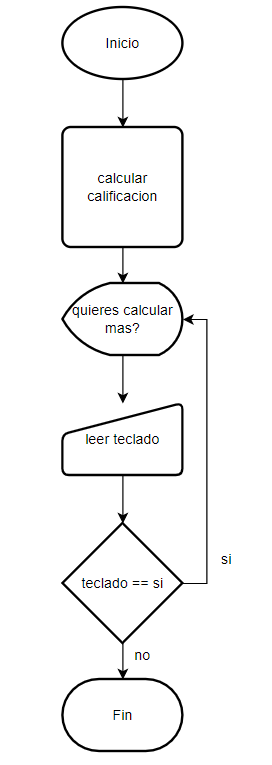 Inicio
calcular
calificacion
quieres calcular
mas?
leer teclado
teclado == si
si
no
Fin